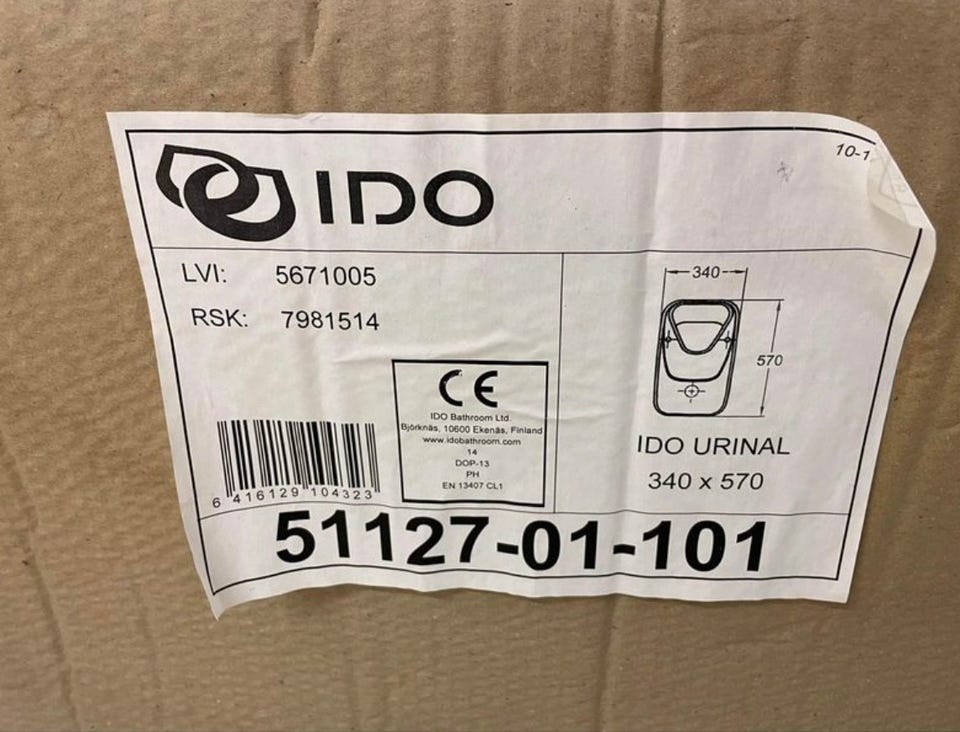 IDO
10-1
LVI: 5671005
RSK: 7981514
CE
IDO Bathroom Ltd.
Björknäs, 10600 Ekenäs, Finland
www.idobathroom.com
14
DOP-13
PH
EN 13407 CL1
6 416129 104323
340
570
IDO URINAL
340 x 570
51127-01-101